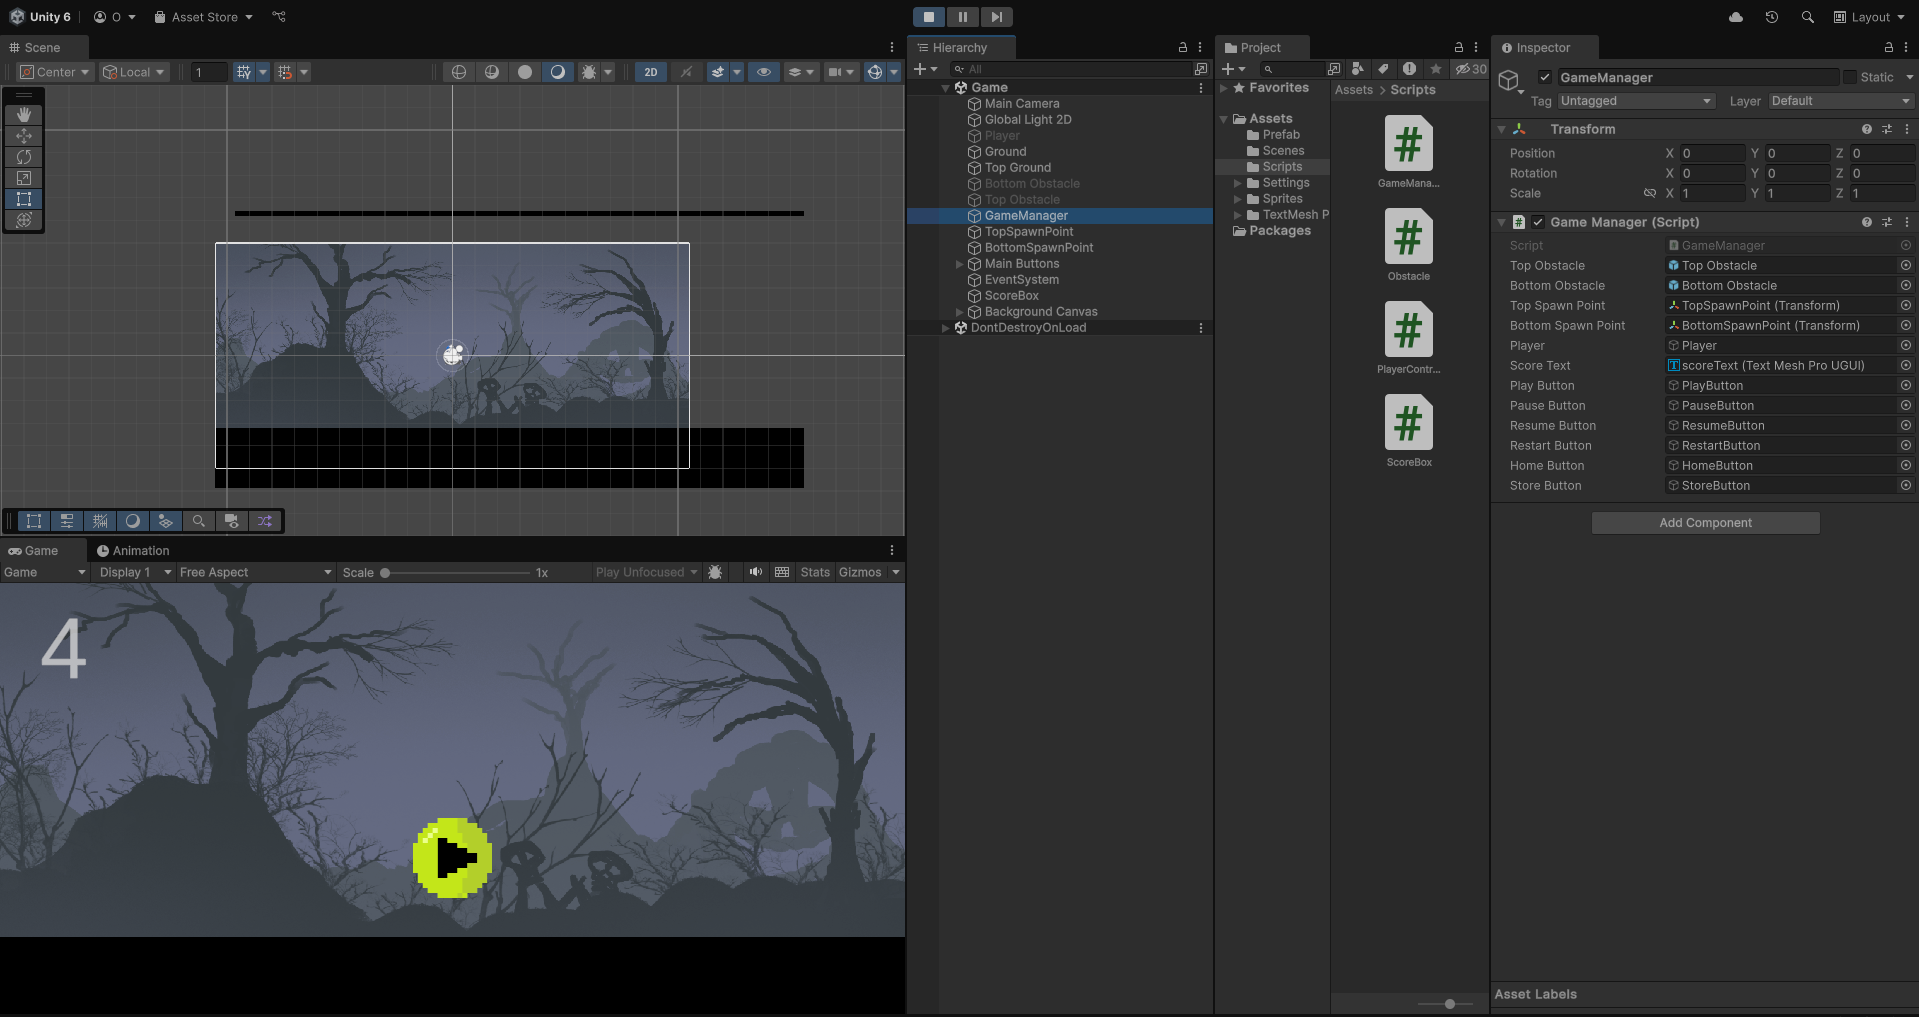 Unity 6
O
Asset Store
Layout
Scene
Center
Local
1
2D
Hierarchy
All
Game
Main Camera
Global Light 2D
Player
Ground
Top Ground
Bottom Obstacle
Top Obstacle
GameManager
TopSpawnPoint
BottomSpawnPoint
Main Buttons
EventSystem
ScoreBox
Background Canvas
DontDestroyOnLoad
Project
30
Favorites
Assets
Prefab
Scenes
Scripts
Settings
Sprites
TextMesh P
Packages
Assets > Scripts
GameMana...
Obstacle
PlayerContr...
ScoreBox
Inspector
GameManager
Static
Tag Untagged
Layer Default
Transform
Position X 0 Y 0 Z 0
Rotation X 0 Y 0 Z 0
Scale X 1 Y 1 Z 1
Game Manager (Script)
Script GameManager
Top Obstacle Top Obstacle
Bottom Obstacle Bottom Obstacle
Top Spawn Point TopSpawnPoint (Transform)
Bottom Spawn Point BottomSpawnPoint (Transform)
Player Player
Score Text scoreText (Text Mesh Pro UGUI)
Play Button PlayButton
Pause Button PauseButton
Resume Button ResumeButton
Restart Button RestartButton
Home Button HomeButton
Store Button StoreButton
Add Component
Asset Labels
Game
Animation
Game
Display 1
Free Aspect
Scale
1x
Play Unfocused
Stats
Gizmos
4